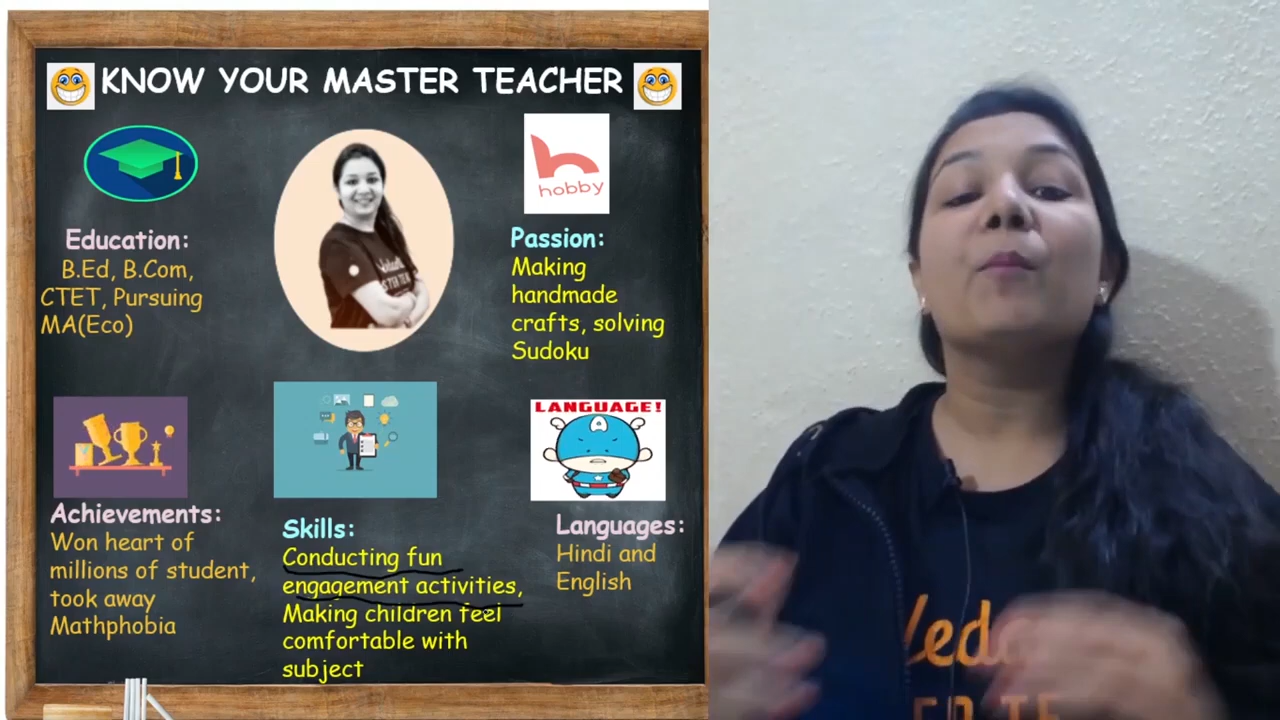 KNOW YOUR MASTER TEACHER
Education:
B.Ed, B.Com,
CTET, Pursuing
MA(Eco)
hobby
Passion:
Making
handmade
crafts, solving
Sudoku
Achievements:
Won heart of
millions of student,
took away
Mathphobia
Skills:
Conducting fun
engagement activities,
Making children feel
comfortable with
subject
LANGUAGE!
A
Languages:
Hindi and
English